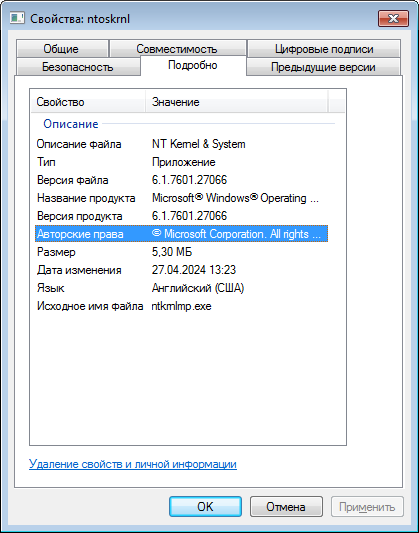 Свойства: ntoskrnl
Общие Совместимость Цифровые подписи
Безопасность Подробно Предыдущие версии
Свойство Значение
Описание
Описание файла NT Kernel & System
Тип Приложение
Версия файла 6.1.7601.27066
Название продукта Microsoft® Windows® Operating ...
Версия продукта 6.1.7601.27066
Авторские права © Microsoft Corporation. All rights ...
Размер 5,30 МБ
Дата изменения 27.04.2024 13:23
Язык Английский (США)
Исходное имя файла ntkrnlmp.exe
Удаление свойств и личной информации
OK Отмена Применить